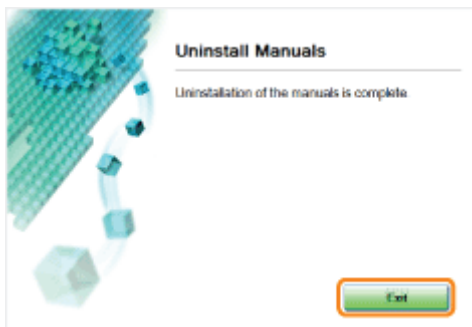 Uninstall Manuals
Uninstallation of the manuals is complete.
Exit